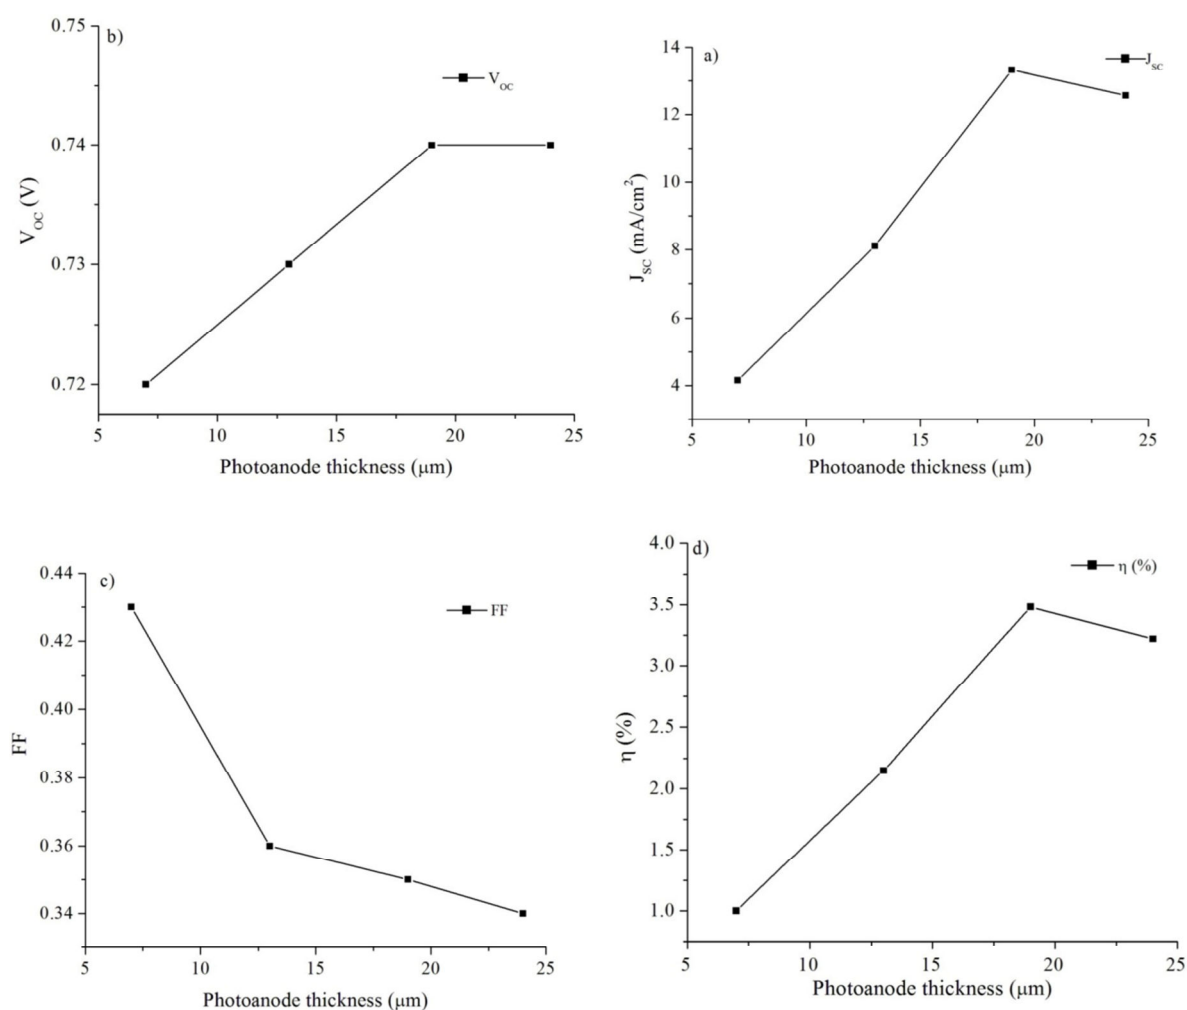 b)
V_OC
0.75
0.74
0.73
0.72
V_OC (V)
5 10 15 20 25
Photoanode thickness (μm)
a)
J_SC
14
12
10
8
6
4
J_SC (mA/cm²)
5 10 15 20 25
Photoanode thickness (μm)
c)
FF
0.44
0.42
0.40
0.38
0.36
0.34
FF
5 10 15 20 25
Photoanode thickness (μm)
d)
η (%)
4.0
3.5
3.0
2.5
2.0
1.5
1.0
η (%)
5 10 15 20 25
Photoanode thickness (μm)